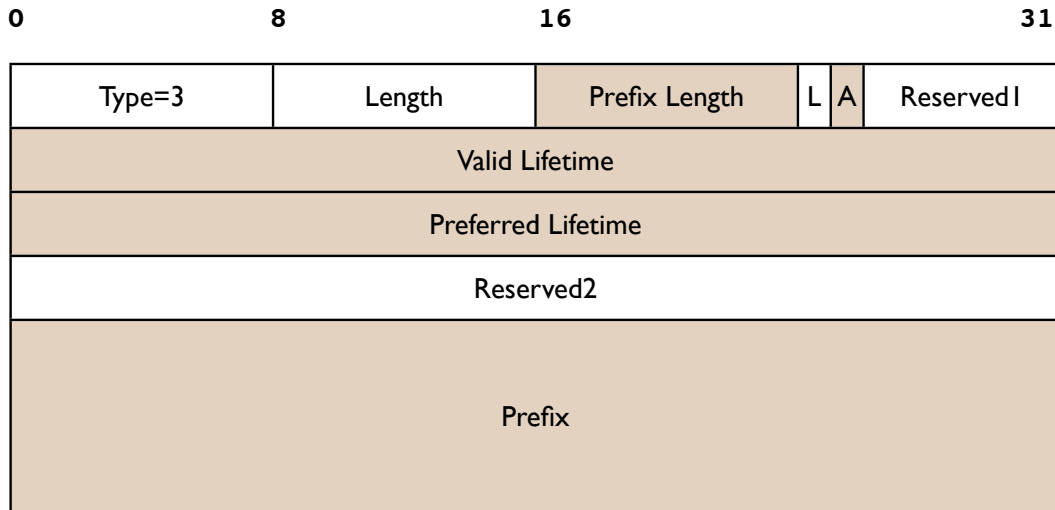 0 8 16 31
Type=3 Length Prefix Length L A Reserved1
Valid Lifetime
Preferred Lifetime
Reserved2
Prefix